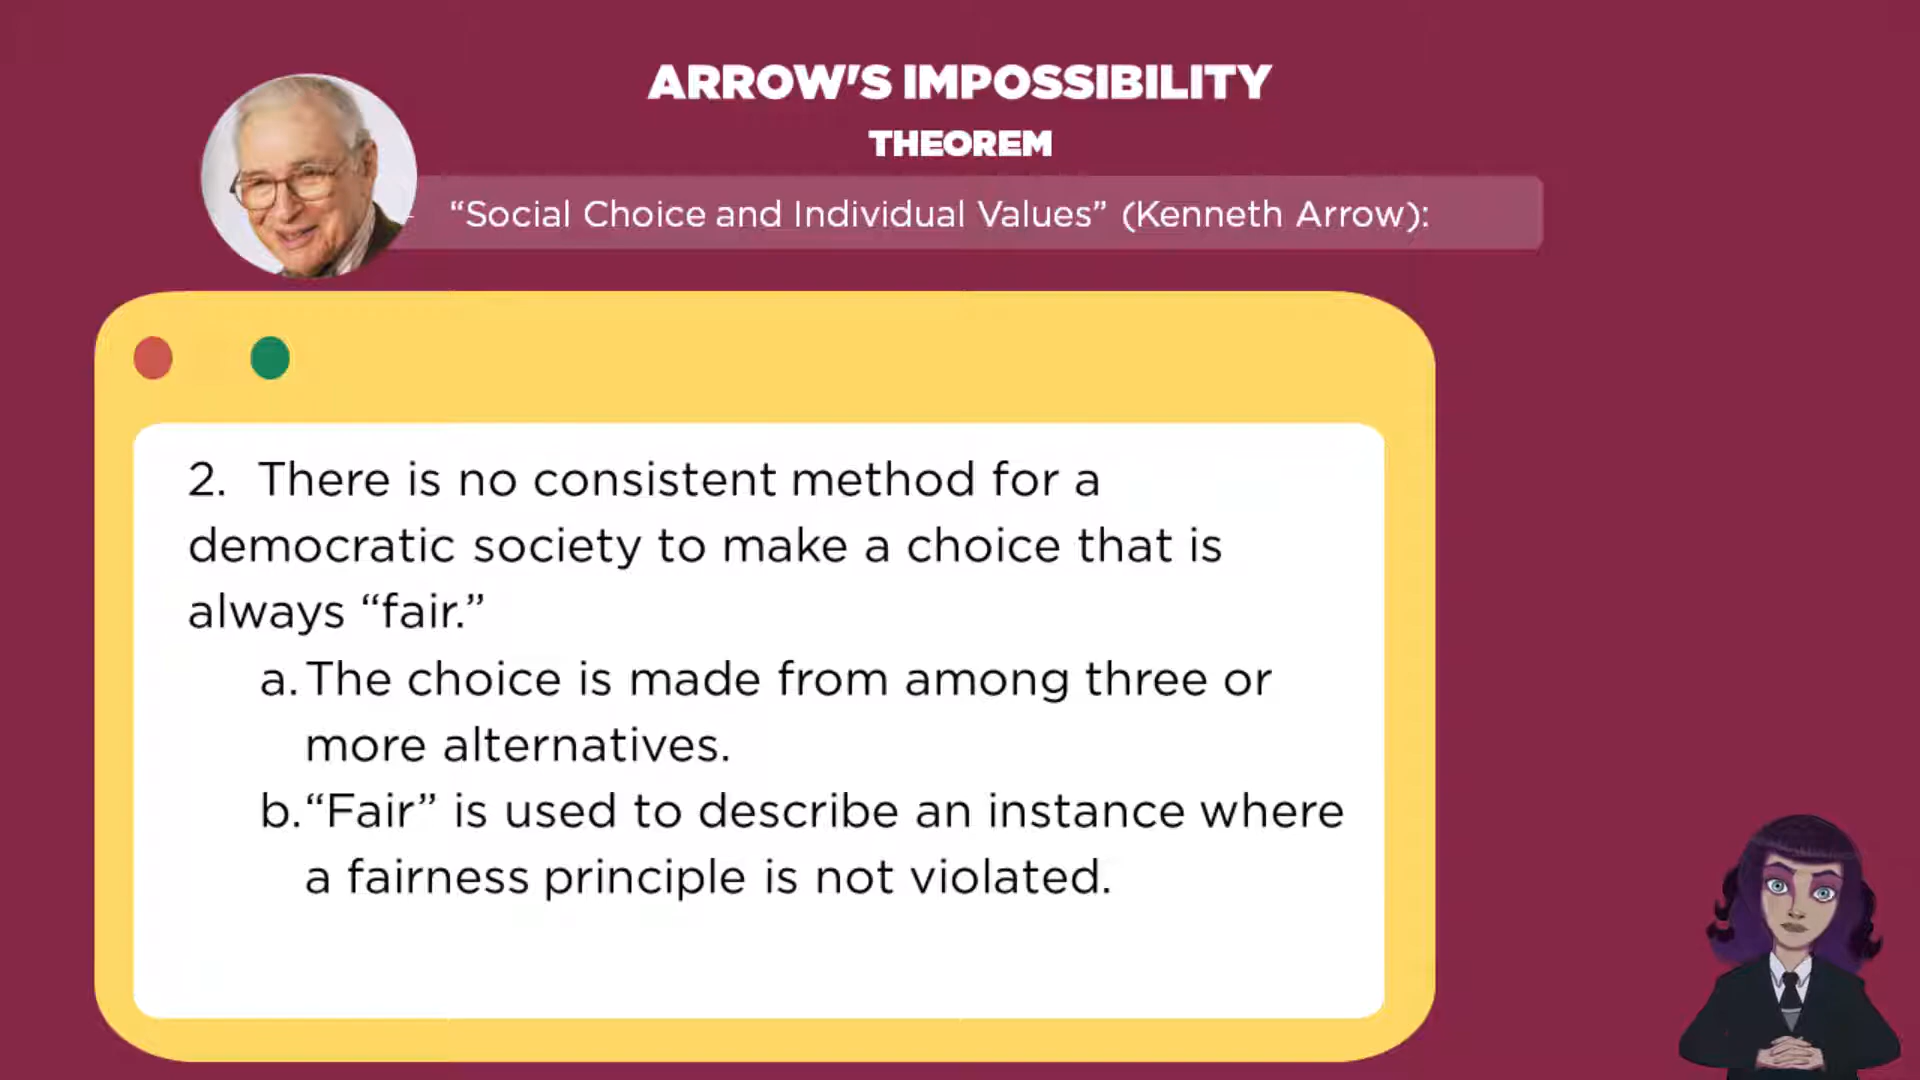 ARROW'S IMPOSSIBILITY
THEOREM
“Social Choice and Individual Values” (Kenneth Arrow):
2. There is no consistent method for a
democratic society to make a choice that is
always “fair.”
a. The choice is made from among three or
more alternatives.
b. “Fair” is used to describe an instance where
a fairness principle is not violated.